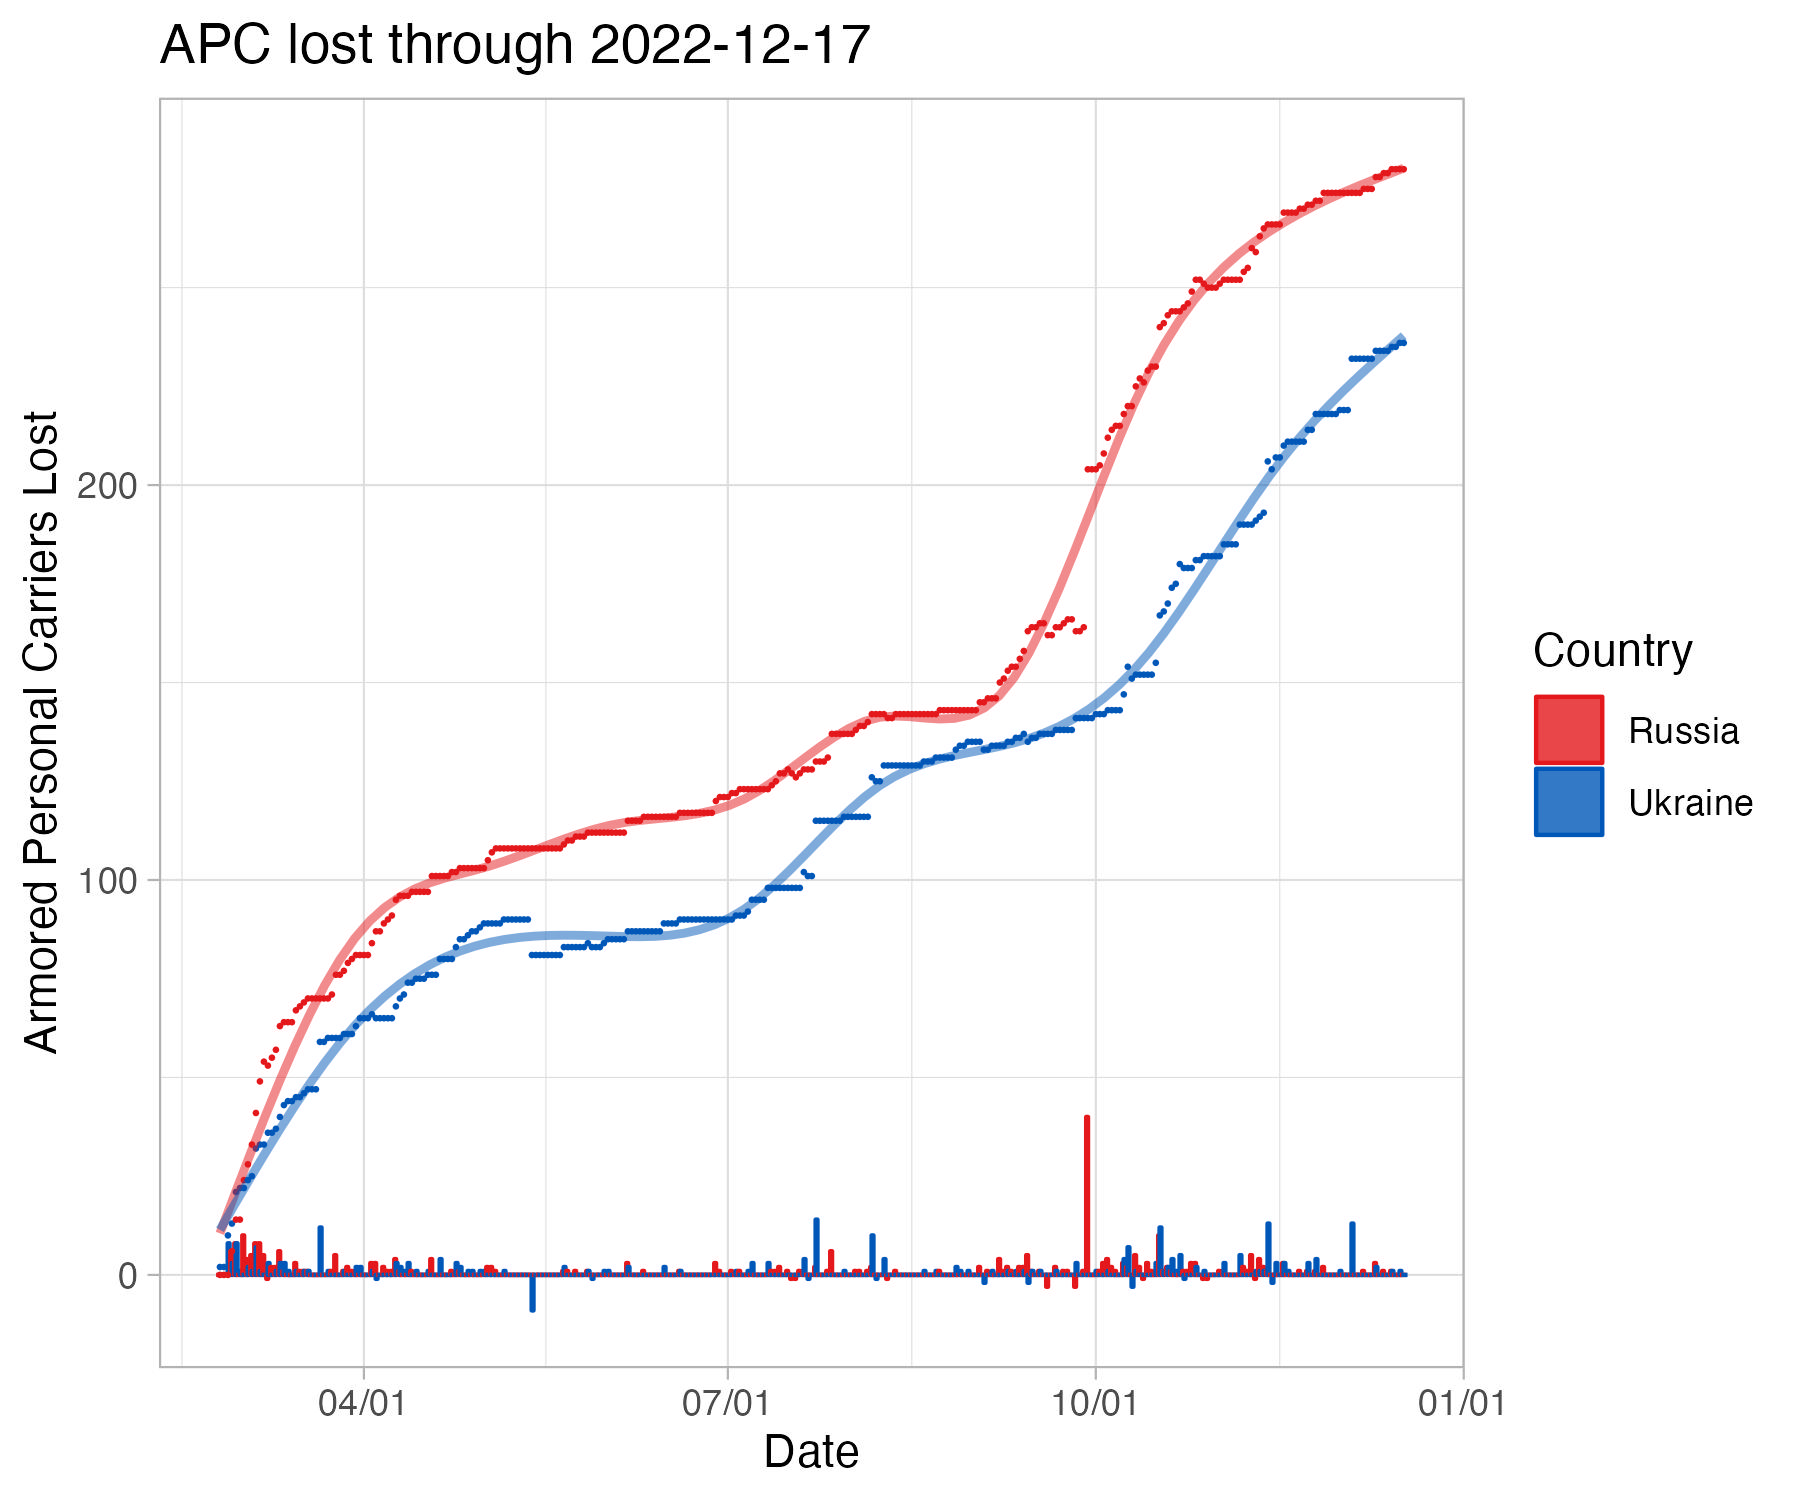 APC lost through 2022-12-17
Armored Personal Carriers Lost
200
100
0
04/01
07/01
10/01
01/01
Date
Country
Russia
Ukraine